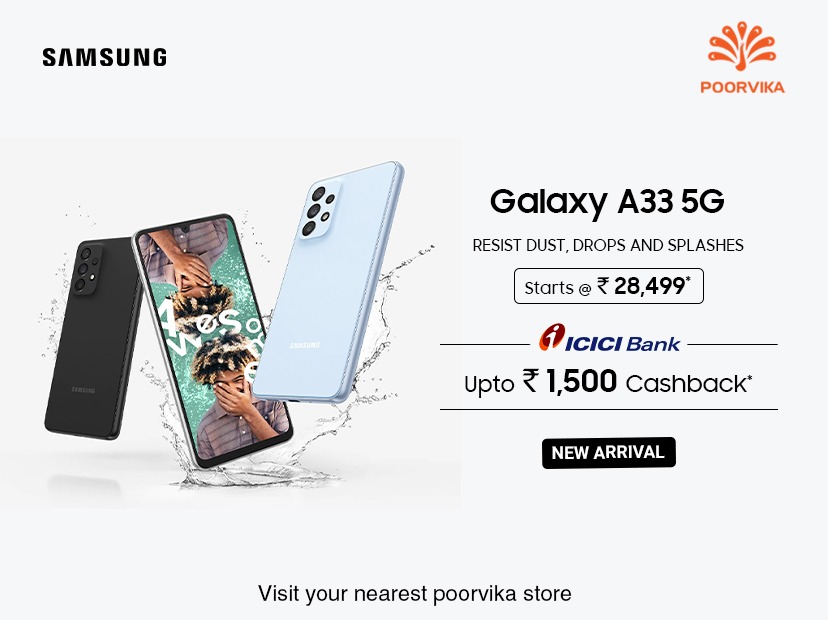 SAMSUNG
POORVIKA
Galaxy A33 5G
RESIST DUST, DROPS AND SPLASHES
Starts @ ₹ 28,499*
ICICI Bank
Upto ₹ 1,500 Cashback*
NEW ARRIVAL
SAMSUNG
SAMSUNG
Awesome
Visit your nearest poorvika store